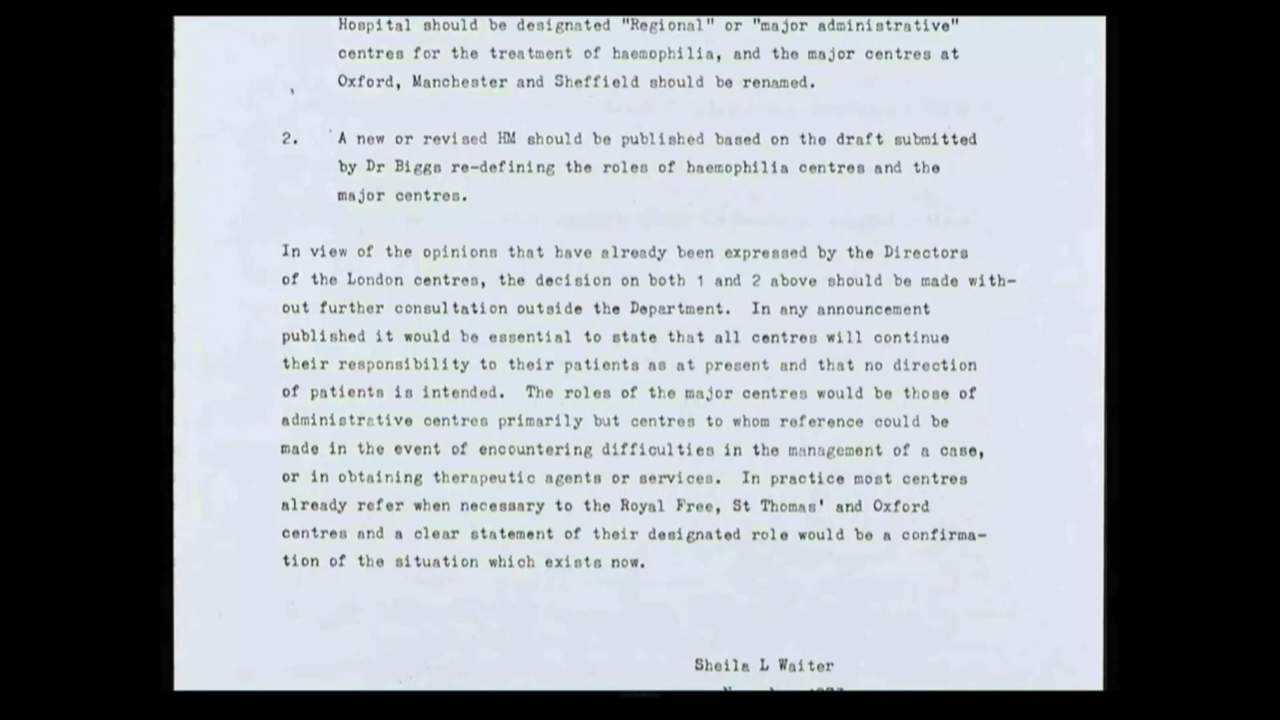 Hospital should be designated "Regional" or "major administrative"
centres for the treatment of haemophilia, and the major centres at
Oxford, Manchester and Sheffield should be renamed.
2. A new or revised HM should be published based on the draft submitted
by Dr Biggs re-defining the roles of haemophilia centres and the
major centres.
In view of the opinions that have already been expressed by the Directors
of the London centres, the decision on both 1 and 2 above should be made with-
out further consultation outside the Department. In any announcement
published it would be essential to state that all centres will continue
their responsibility to their patients as at present and that no direction
of patients is intended. The roles of the major centres would be those of
administrative centres primarily but centres to whom reference could be
made in the event of encountering difficulties in the management of a case,
or in obtaining therapeutic agents or services. In practice most centres
already refer when necessary to the Royal Free, St Thomas' and Oxford
centres and a clear statement of their designated role would be a confirma-
tion of the situation which exists now.
Sheila L Waiter